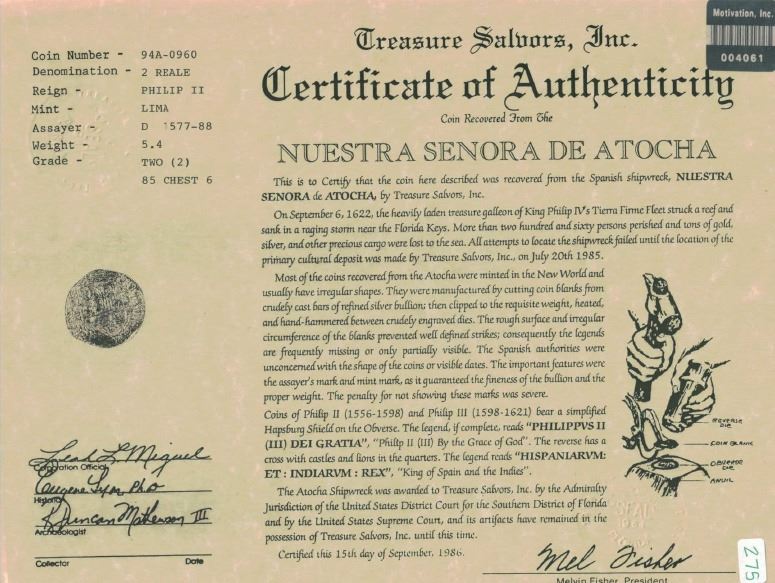 Motivation, Inc.
004061
Coin Number - 94A-0960
Denomination - 2 REALE
Reign - PHILIP II
Mint - LIMA
Assayer - D 1577-88
Weight - 5.4
Grade - TWO (2)
85 CHEST 6
Treasure Salvors, Inc.
Certificate of Authenticity
Coin Recovered From The
NUESTRA SENORA DE ATOCHA
This is to Certify that the coin here described was recovered from the Spanish shipwreck, NUESTRA
SENORA de ATOCHA, by Treasure Salvors, Inc.
On September 6, 1622, the heavily laden treasure galleon of King Philip IV's Tierra Firme Fleet struck a reef and
sank in a raging storm near the Florida Keys. More than two hundred and sixty persons perished and tons of gold,
silver, and other precious cargo were lost to the sea. All attempts to locate the shipwreck failed until the location of the
primary cultural deposit was made by Treasure Salvors, Inc., on July 20th 1985.
Most of the coins recovered from the Atocha were minted in the New World and
usually have irregular shapes. They were manufactured by cutting coin blanks from
crudely cast bars of refined silver bullion; then clipped to the requisite weight, heated,
and hand-hammered between crudely engraved dies. The rough surface and irregular
circumference of the blanks prevented well defined strikes; consequently the legends
are frequently missing or only partially visible. The Spanish authorities were
unconcerned with the shape of the coins or visible dates. The important features were
the assayer's mark and mint mark, as it guaranteed the fineness of the bullion and the
proper weight. The penalty for not showing these marks was severe.
Coins of Philip II (1556-1598) and Philip III (1598-1621) bear a simplified
Hapsburg Shield on the Obverse. The legend, if complete, reads "PHILIPPVS II
(III) DEI GRATIA", "Philip II (III) By the Grace of God". The reverse has a
cross with castles and lions in the quarters. The legend reads "HISPANIARVM:
ET : INDIARVM : REX", "King of Spain and the Indies".
The Atocha Shipwreck was awarded to Treasure Salvors, Inc. by the Admiralty
Jurisdiction of the United States District Court for the Southern District of Florida
and by the United States Supreme Court, and its artifacts have remained in the
possession of Treasure Salvors, Inc. until this time.
Certified this 15th day of September, 1986.
REVERSE
DIE
COIN BLANK
OBVERSE
DIE
ANVIL
Leah L Miguel
Corporation Official
Eugene Lyon PhD
Historian
R Duncan Mathewson III
Archaeologist
Collector Date
SEAL
Mel Fisher
Melvin Fisher, President
275